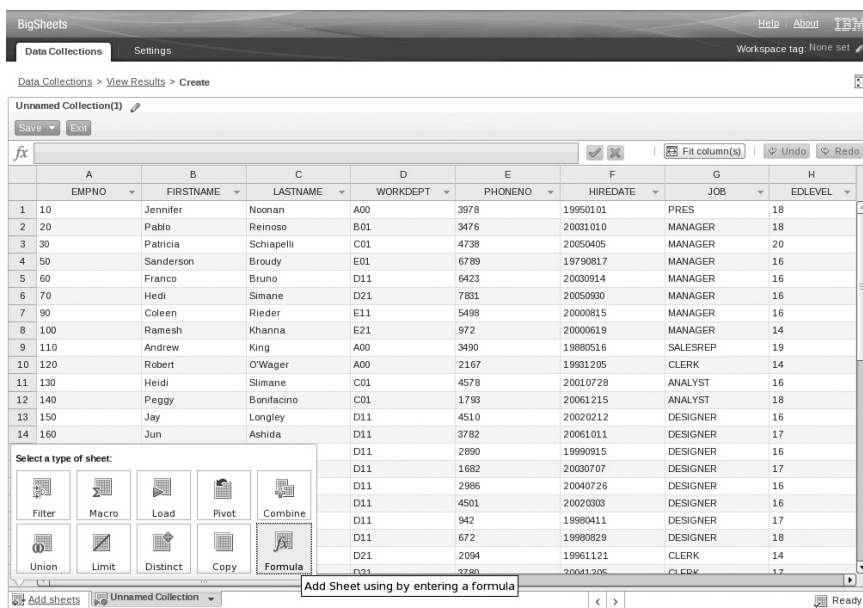 BigSheets Help About IBM
Data Collections Settings Workspace tag: None set
Data Collections > View Results > Create
Unnamed Collection(1)
Save Exit
fx Fit column(s) Undo Redo
A B C D E F G H
EMPNO FIRSTNAME LASTNAME WORKDEPT PHONENO HIREDATE JOB EDLEVEL
1 10 Jennifer Noonan A00 3978 19950101 PRES 18
2 20 Pablo Reinoso B01 3476 20031010 MANAGER 18
3 30 Patricia Schiapelli C01 4738 20050405 MANAGER 20
4 50 Sanderson Broudy E01 6789 19790817 MANAGER 16
5 60 Franco Bruno D11 6423 20030914 MANAGER 16
6 70 Hedi Simane D21 7831 20050930 MANAGER 16
7 90 Coleen Rieder E11 5498 20000815 MANAGER 16
8 100 Ramesh Khanna E21 972 20000619 MANAGER 14
9 110 Andrew King A00 3490 19880516 SALESREP 19
10 120 Robert O'Wager A00 2167 19931205 CLERK 14
11 130 Heidi Slimane C01 4578 20010728 ANALYST 16
12 140 Peggy Bonifacino C01 1793 20061215 ANALYST 18
13 150 Jay Longley D11 4510 20020212 DESIGNER 16
14 160 Jun Ashida D11 3782 20061011 DESIGNER 17
D11 2890 19990915 DESIGNER 16
D11 1682 20030707 DESIGNER 17
D11 2986 20040726 DESIGNER 16
D11 4501 20020303 DESIGNER 16
D11 942 19980411 DESIGNER 17
D11 672 19980829 DESIGNER 18
D21 2094 19961121 CLERK 14
D21 3780 20041205 CLERK 17
Select a type of sheet:
Filter Macro Load Pivot Combine
Union Limit Distinct Copy Formula
Add Sheet using by entering a formula
Add sheets Unnamed Collection Ready